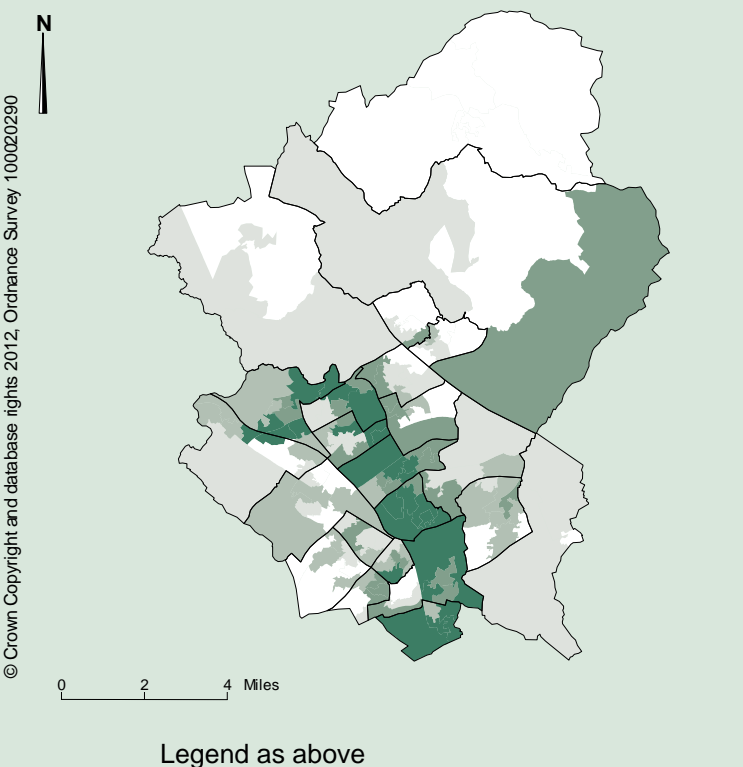 N
© Crown Copyright and database rights 2012, Ordnance Survey 100020290
0 2 4 Miles
Legend as above